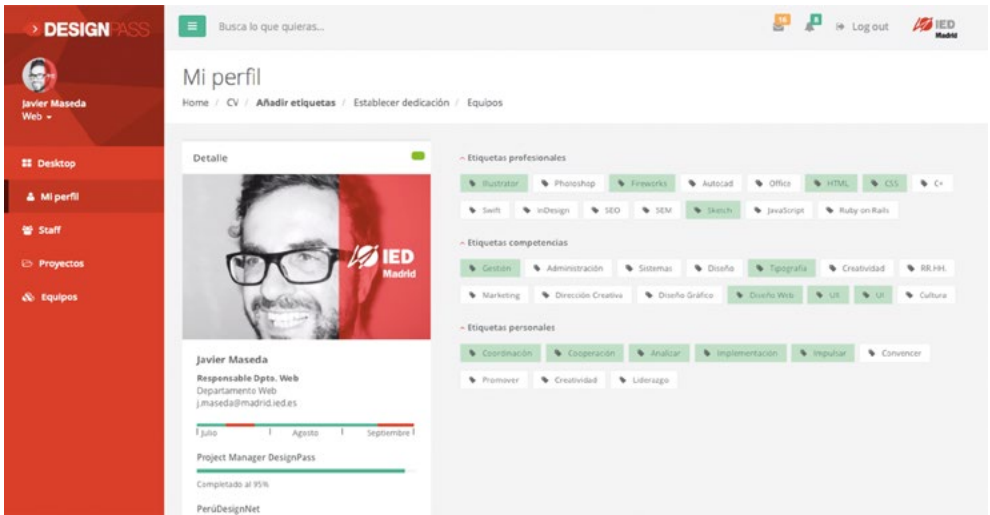 DESIGNPASS
Busca lo que quieras...
16
8
Log out
IED
Madrid
Javier Maseda
Web
Mi perfil
Home / CV / Añadir etiquetas / Establecer dedicación / Equipos
Desktop
Mi perfil
Staff
Proyectos
Equipos
Detalle
IED
Madrid
Javier Maseda
Responsable Dpto. Web
Departamento Web
j.maseda@madrid.ied.es
Julio Agosto Septiembre
Project Manager DesignPass
Completado al 95%
PerúDesignNet
Etiquetas profesionales
Illustrator Photoshop Fireworks Autocad Office HTML CSS C+
Swift InDesign SEO SEM Sketch JavaScript Ruby on Rails
Etiquetas competencias
Gestión Administración Sistemas Diseño Tipografía Creatividad RR.HH.
Marketing Dirección Creativa Diseño Gráfico Diseño Web UX UI Cultura
Etiquetas personales
Coordinación Cooperación Analizar Implementación Impulsar Convencer
Promover Creatividad Liderazgo